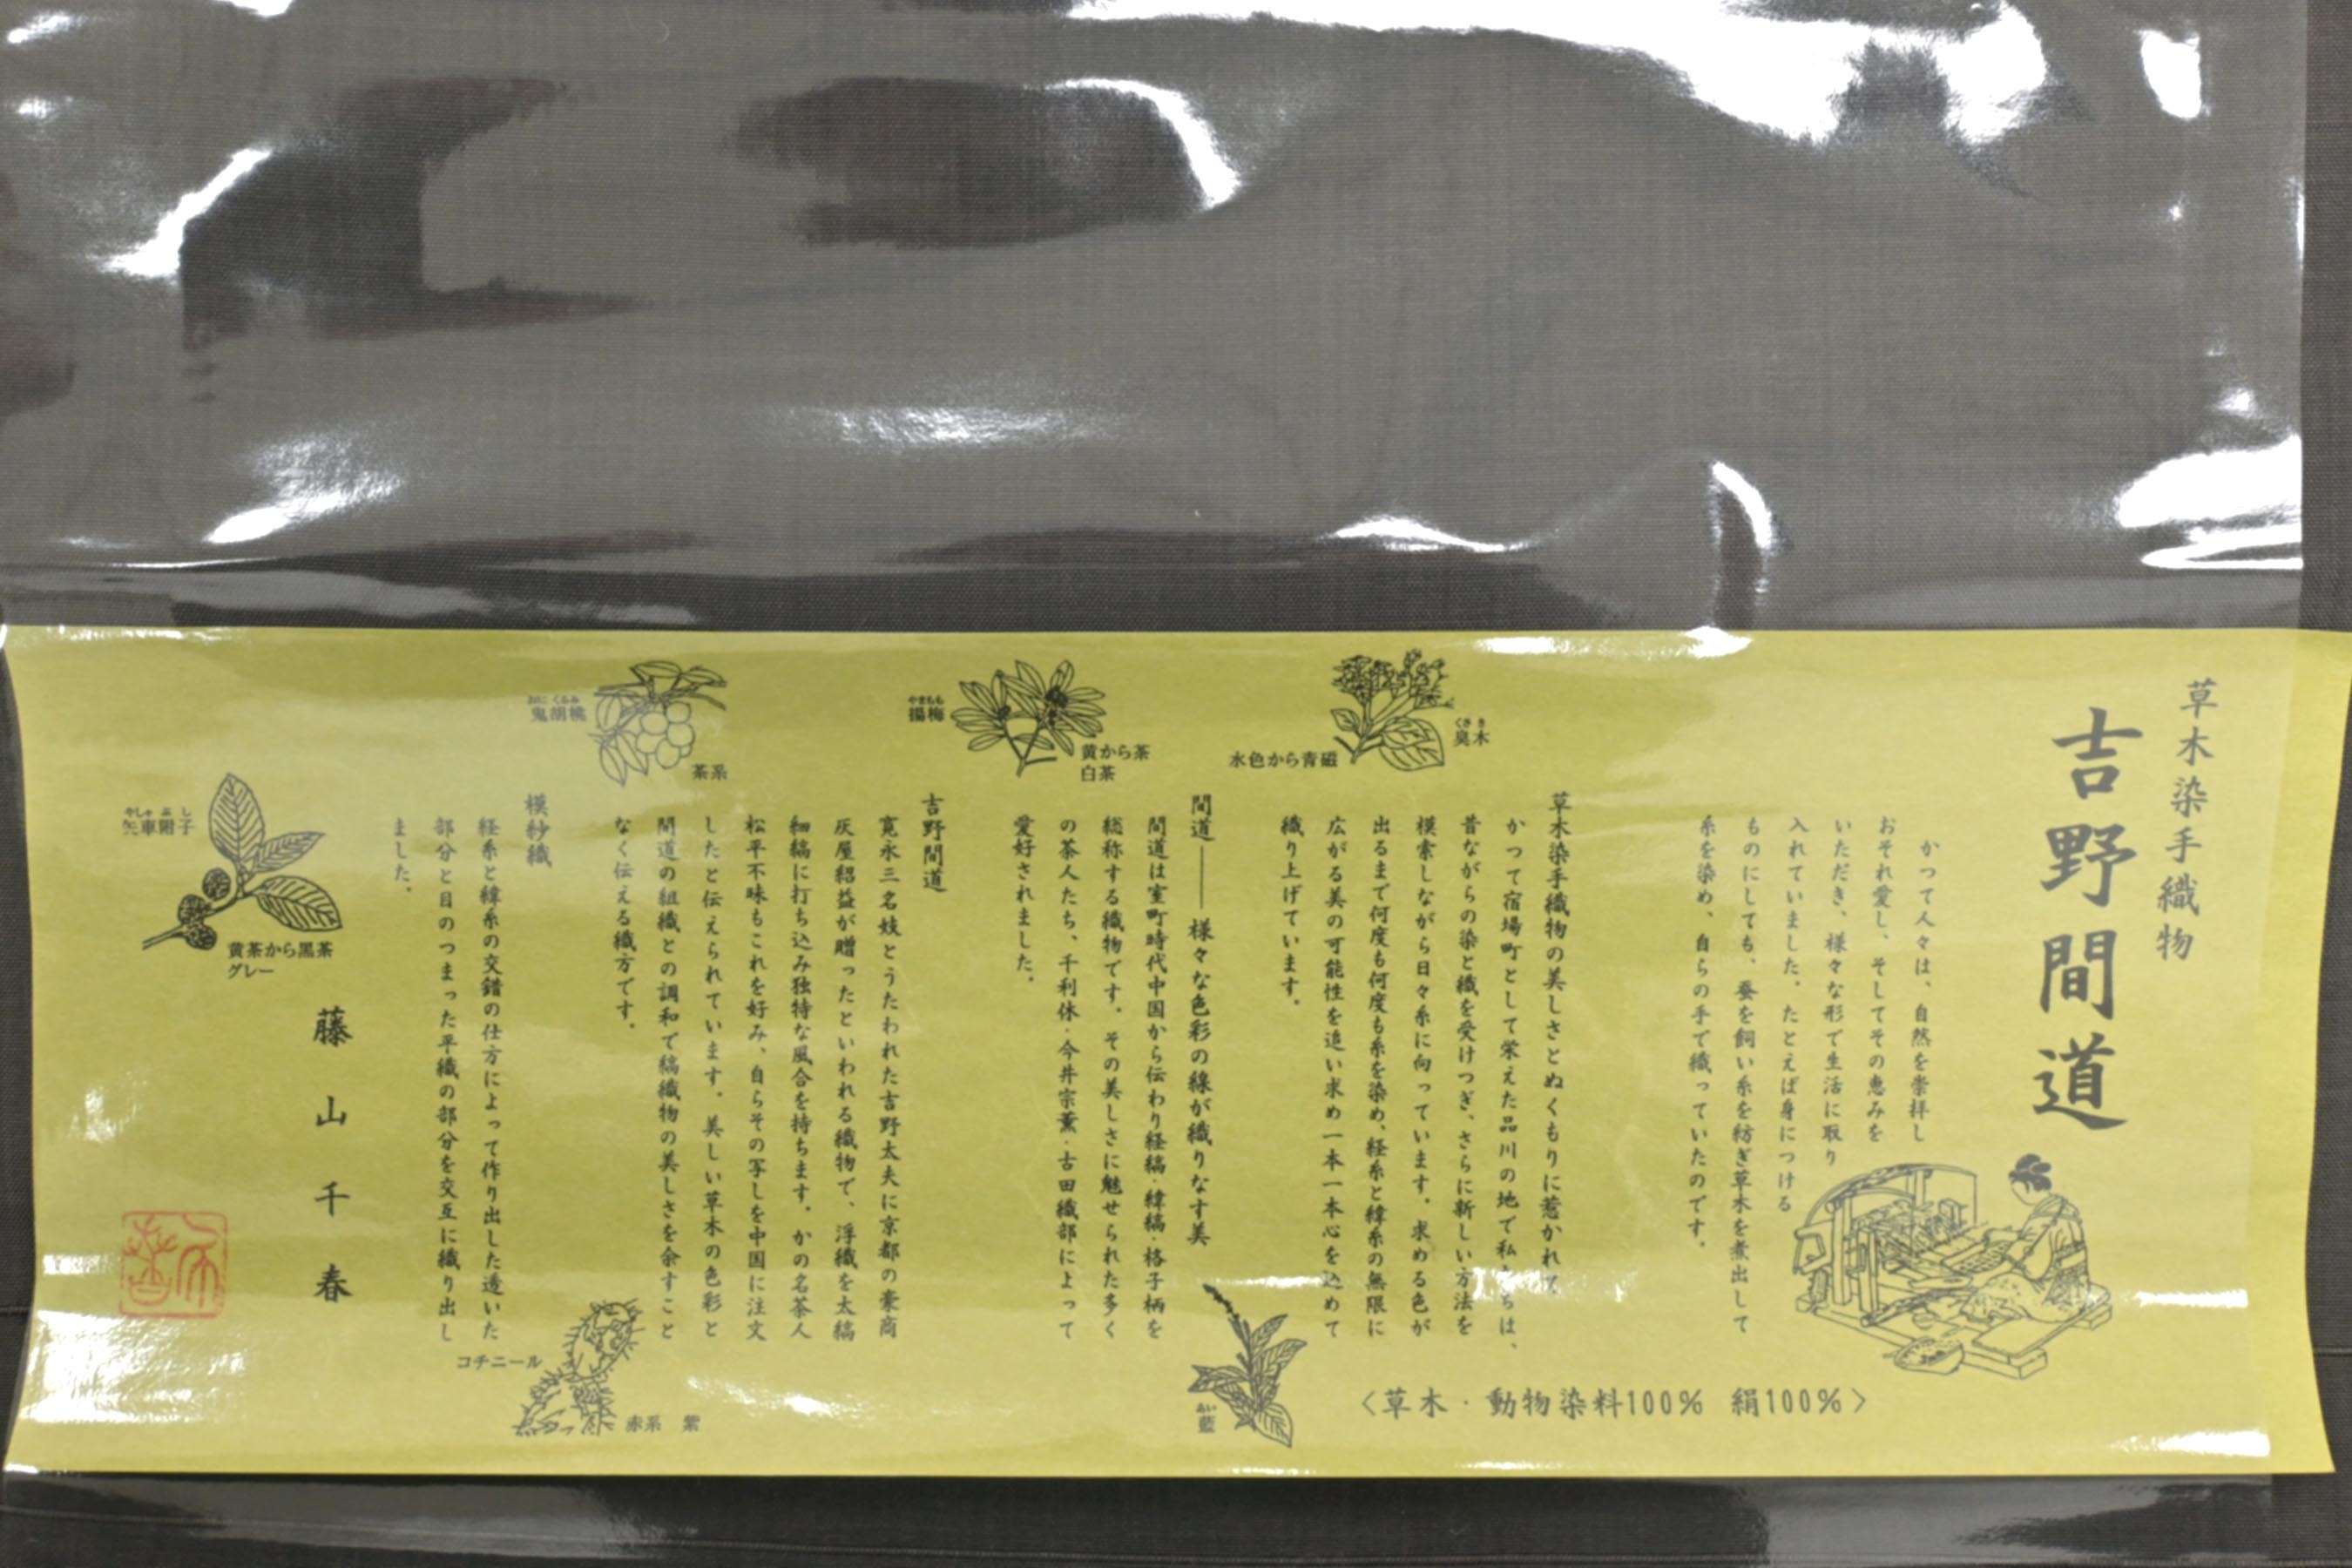 草木染手織物
吉野間道
かつて人々は、自然を崇拝し
おそれ愛し、そしてその恵みを
いただき、様々な形で生活に取り
入れていました。たとえば身につける
ものにしても、蚕を飼い糸を紡ぎ草木を煮出して
糸を染め、自らの手で織っていたのです。
草木染手織物の美しさとぬくもりに惹かれて
かつて宿場町として栄えた品川の地で私たちは、
昔ながらの染と織を受けつぎ、さらに新しい方法を
模索しながら日々糸に向っています。求める色が
出るまで何度も何度も糸を染め、経糸と緯糸の無限に
広がる美の可能性を追い求め一本一本心を込めて
織り上げています。
間道――様々な色彩の線が織りなす美
間道は室町時代中国から伝わり経縞・緯縞・格子柄を
総称する織物です。その美しさに魅せられた多く
の茶人たち、千利休・今井宗薫・古田織部によって
愛好されました。
吉野間道
寛永三名妓とうたわれた吉野太夫に京都の豪商
灰屋紹益が贈ったといわれる織物で、浮織を太縞
細縞に打ち込み独特な風合を持ちます。かの名茶人
松平不昧もこれを好み、自らその写しを中国に注文
したと伝えられています。美しい草木の色彩と
間道の組織との調和で縞織物の美しさを余すこと
なく伝える織方です。
模紗織
経糸と緯糸の交錯の仕方によって作り出した透いた
部分と目のつまった平織の部分を交互に織り出し
ました。
藤山千春
くさき
臭木
水色から青磁
やまもも
揚梅
黄から茶
白茶
おにくるみ
鬼胡桃
茶系
やしゃぶし
矢車附子
黄茶から黒茶
グレー
コチニール
赤系 紫
あい
藍
〈草木・動物染料100% 絹100%〉